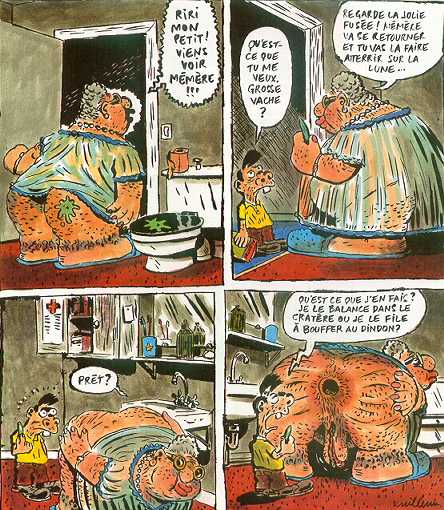 RIRI
MON
PETIT!
VIENS
VOIR
MÉMÈRE
!!!
QU'EST-
CE QUE
TU ME
VEUX,
GROSSE
VACHE
?
REGARDE LA JOLIE
FUSÉE! MÉMÈRE
VA SE RETOURNER
ET TU VAS LA FAIRE
ATTERRIR SUR LA
LUNE...
PRÊT?
QU'EST CE QUE J'EN FAIS?
JE LE BALANCE DANS LE
CRATÈRE OU JE LE FILE
À BOUFFER AU DINDON?
Vuillemin